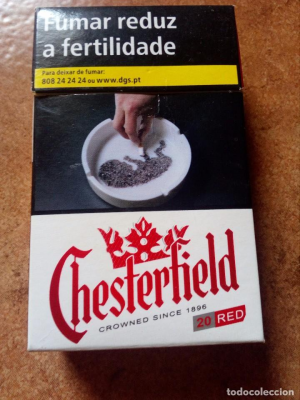 Fumar reduz
a fertilidade
Para deixar de fumar:
808 24 24 24 ou www.dgs.pt
Chesterfield
CROWNED SINCE 1896
20 RED
todocoleccion